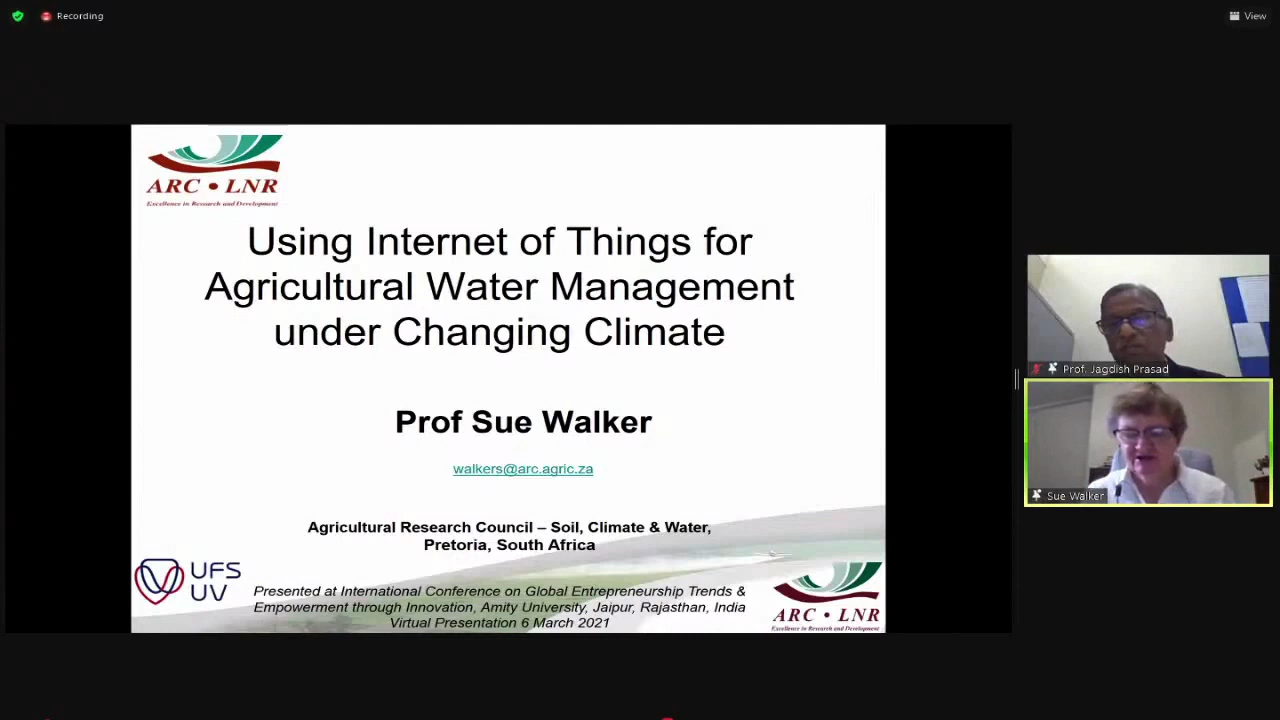 Recording
View
ARC • LNR
Excellence in Research and Development
Using Internet of Things for
Agricultural Water Management
under Changing Climate
Prof Sue Walker
walkers@arc.agric.za
Agricultural Research Council – Soil, Climate & Water,
Pretoria, South Africa
UFS
UV
Presented at International Conference on Global Entrepreneurship Trends &
Empowerment through Innovation, Amity University, Jaipur, Rajasthan, India
Virtual Presentation 6 March 2021
ARC • LNR
Excellence in Research and Development
Prof. Jagdish Prasad
Sue Walker